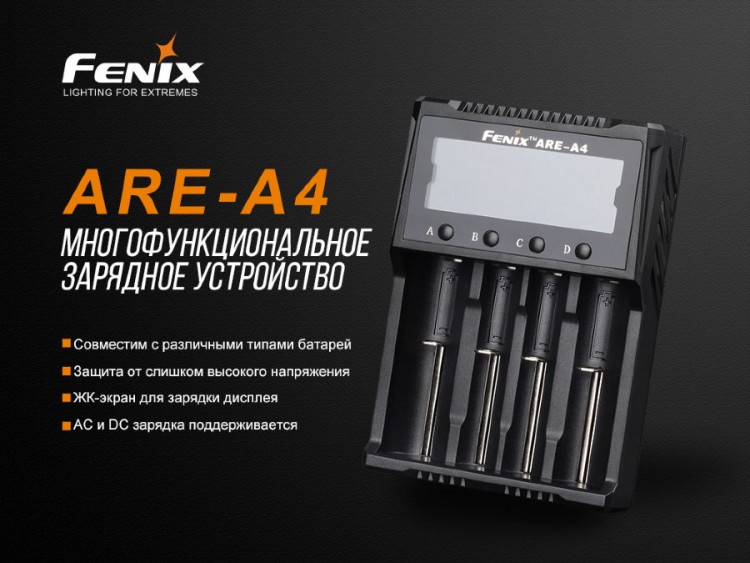 FENIX
LIGHTING FOR EXTREMES
ARE-A4
МНОГОФУНКЦИОНАЛЬНОЕ
ЗАРЯДНОЕ УСТРОЙСТВО
Совместим с различными типами батарей
Защита от слишком высокого напряжения
ЖК-экран для зарядки дисплея
AC и DC зарядка поддерживается
FENIX™ ARE-A4
A B C D